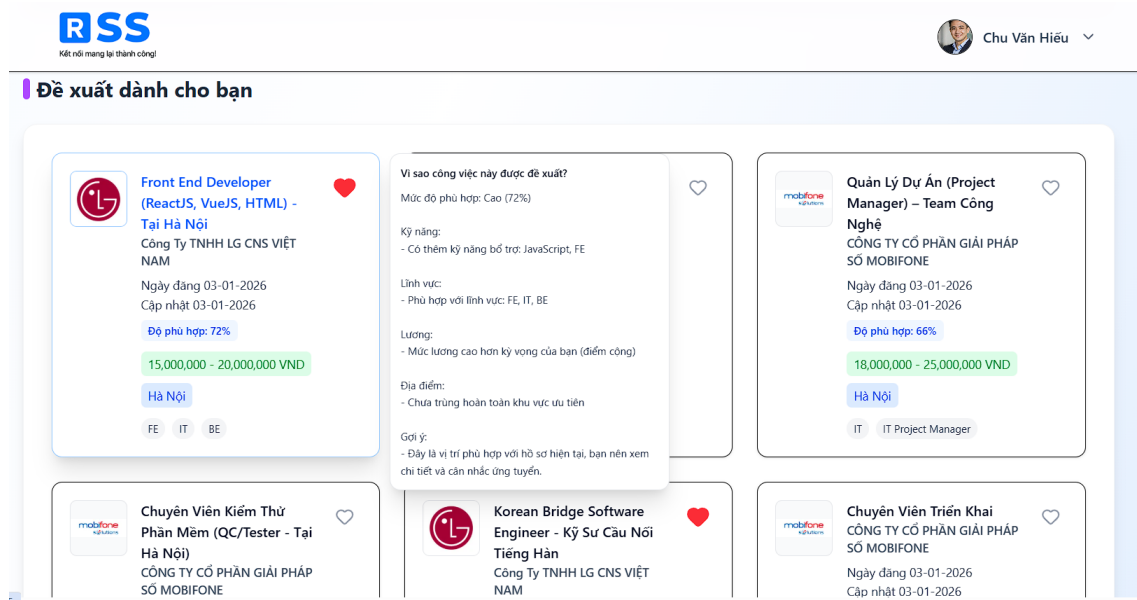 RSS
Kết nối mang lại thành công!
Chu Văn Hiếu
Đề xuất dành cho bạn
Front End Developer
(ReactJS, VueJS, HTML) -
Tại Hà Nội
Công Ty TNHH LG CNS VIỆT
NAM
Ngày đăng 03-01-2026
Cập nhật 03-01-2026
Độ phù hợp: 72%
15,000,000 - 20,000,000 VND
Hà Nội
FE IT BE
Vì sao công việc này được đề xuất?
Mức độ phù hợp: Cao (72%)
Kỹ năng:
- Có thêm kỹ năng bổ trợ: JavaScript, FE
Lĩnh vực:
- Phù hợp với lĩnh vực: FE, IT, BE
Lương:
- Mức lương cao hơn kỳ vọng của bạn (điểm cộng)
Địa điểm:
- Chưa trùng hoàn toàn khu vực ưu tiên
Gợi ý:
- Đây là vị trí phù hợp với hồ sơ hiện tại, bạn nên xem
chi tiết và cân nhắc ứng tuyển.
mobifone
solutions
Quản Lý Dự Án (Project
Manager) – Team Công
Nghệ
CÔNG TY CỔ PHẦN GIẢI PHÁP
SỐ MOBIFONE
Ngày đăng 03-01-2026
Cập nhật 03-01-2026
Độ phù hợp: 66%
18,000,000 - 25,000,000 VND
Hà Nội
IT IT Project Manager
mobifone
solutions
Chuyên Viên Kiểm Thử
Phần Mềm (QC/Tester - Tại
Hà Nội)
CÔNG TY CỔ PHẦN GIẢI PHÁP
SỐ MOBIFONE
Korean Bridge Software
Engineer - Kỹ Sư Cầu Nối
Tiếng Hàn
Công Ty TNHH LG CNS VIỆT
NAM
mobifone
solutions
Chuyên Viên Triển Khai
CÔNG TY CỔ PHẦN GIẢI PHÁP
SỐ MOBIFONE
Ngày đăng 03-01-2026
Cập nhật 03-01-2026